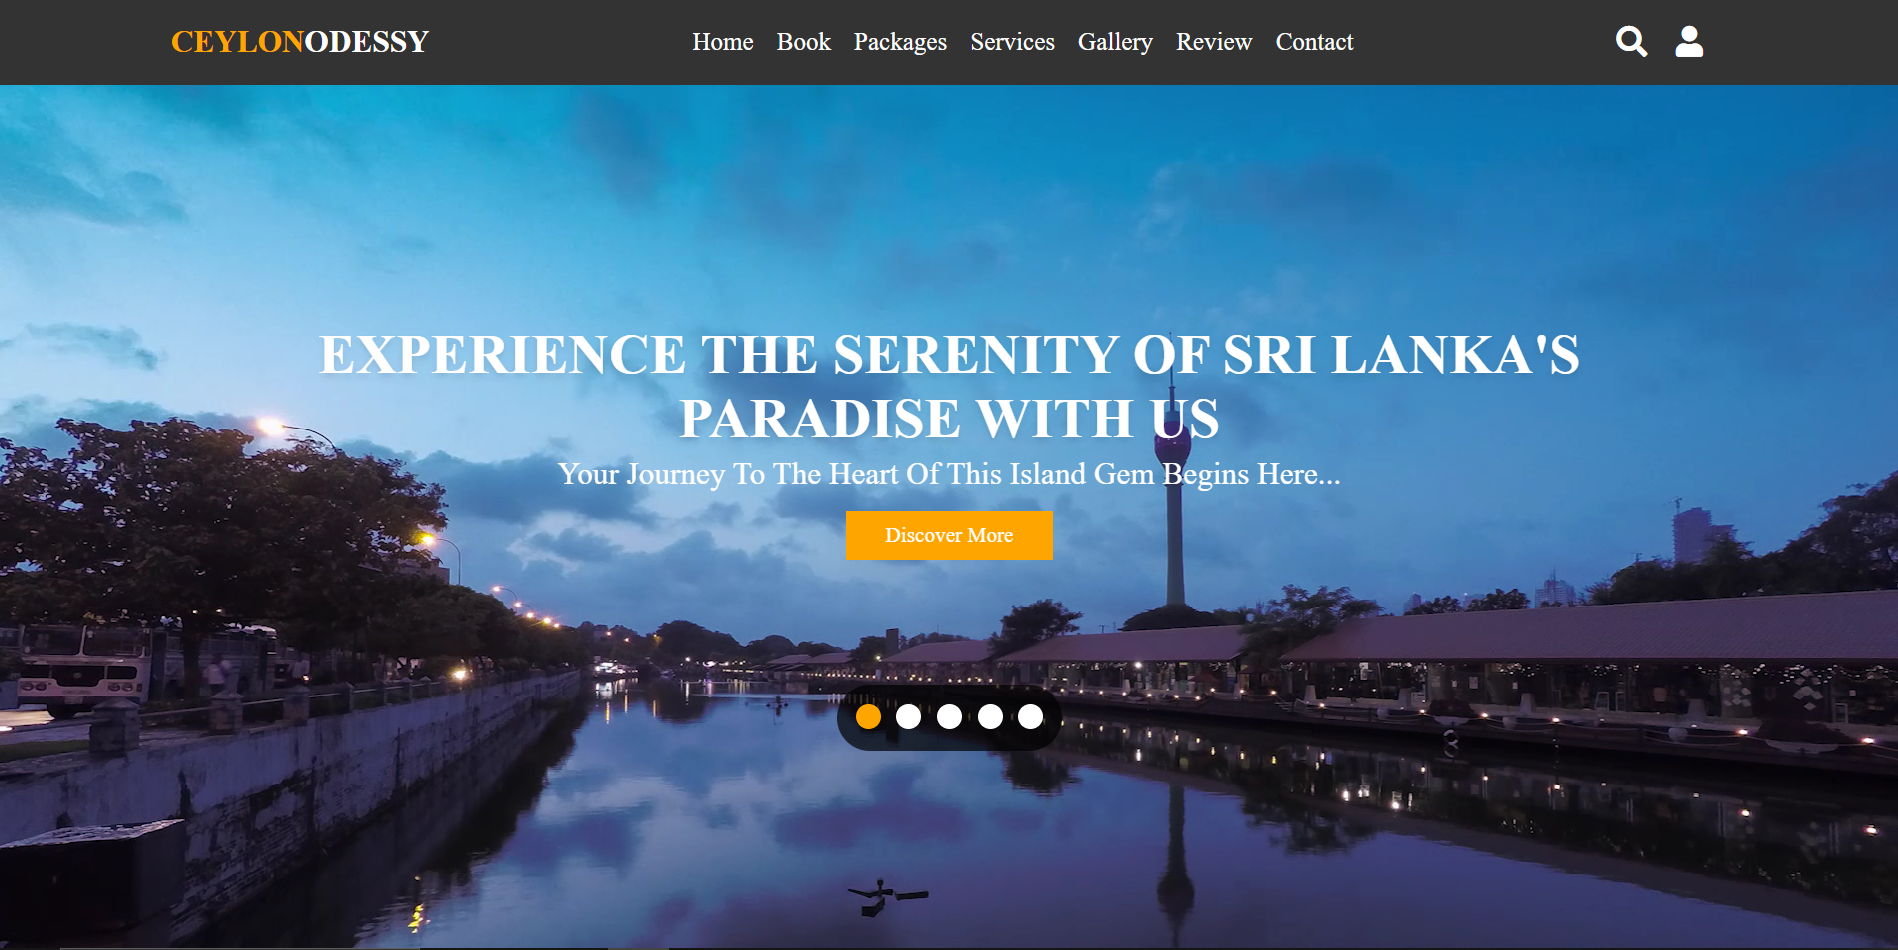 CEYLONODESSY
Home Book Packages Services Gallery Review Contact
EXPERIENCE THE SERENITY OF SRI LANKA'S
PARADISE WITH US
Your Journey To The Heart Of This Island Gem Begins Here...
Discover More